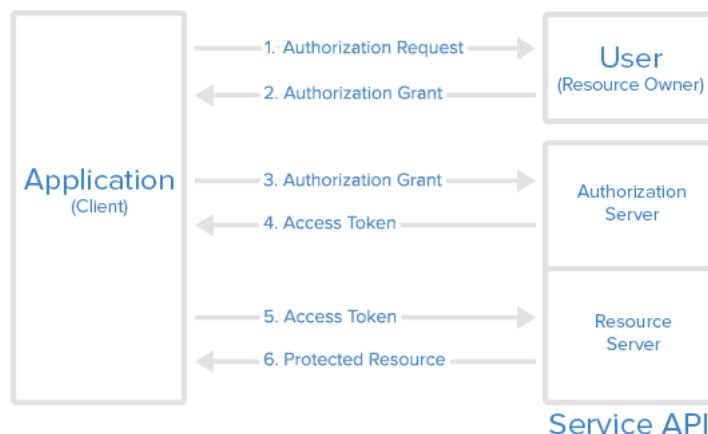 1. Authorization Request
User
(Resource Owner)
2. Authorization Grant
Application
(Client)
3. Authorization Grant
Authorization
Server
4. Access Token
5. Access Token
Resource
Server
6. Protected Resource
Service API